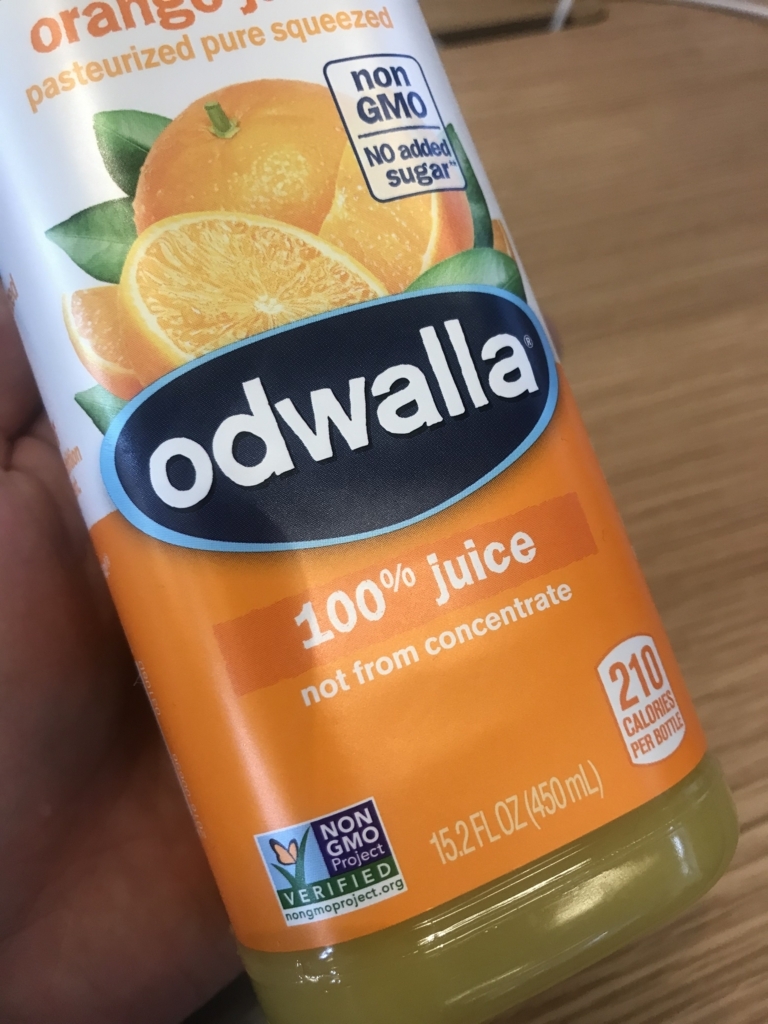 orange
pasteurized pure squeezed
non
GMO
NO added
sugar
odwalla®
100% juice
not from concentrate
210
CALORIES
PER BOTTLE
15.2 FL OZ (450 mL)
NON
GMO
Project
VERIFIED
nongmoproject.org